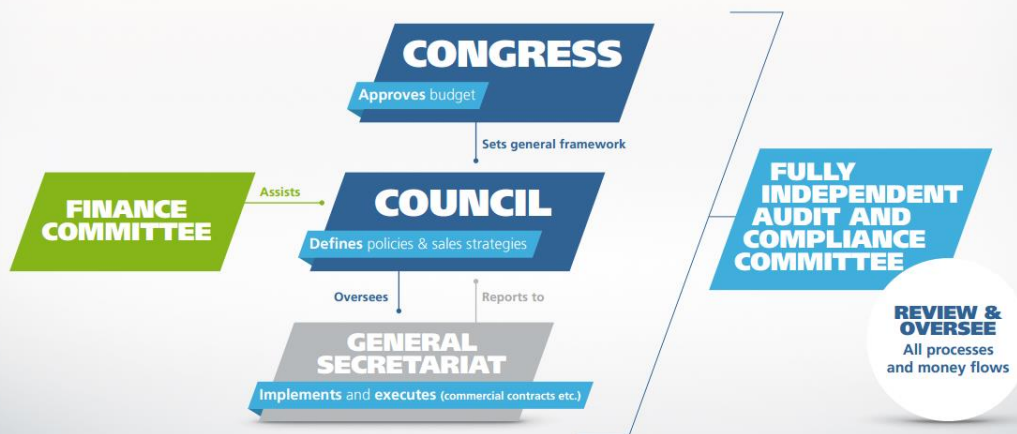 CONGRESS
Approves budget
Sets general framework
FINANCE
COMMITTEE
Assists
COUNCIL
Defines policies & sales strategies
Oversees
Reports to
GENERAL
SECRETARIAT
Implements and executes (commercial contracts etc.)
FULLY
INDEPENDENT
AUDIT AND
COMPLIANCE
COMMITTEE
REVIEW &
OVERSEE
All processes
and money flows